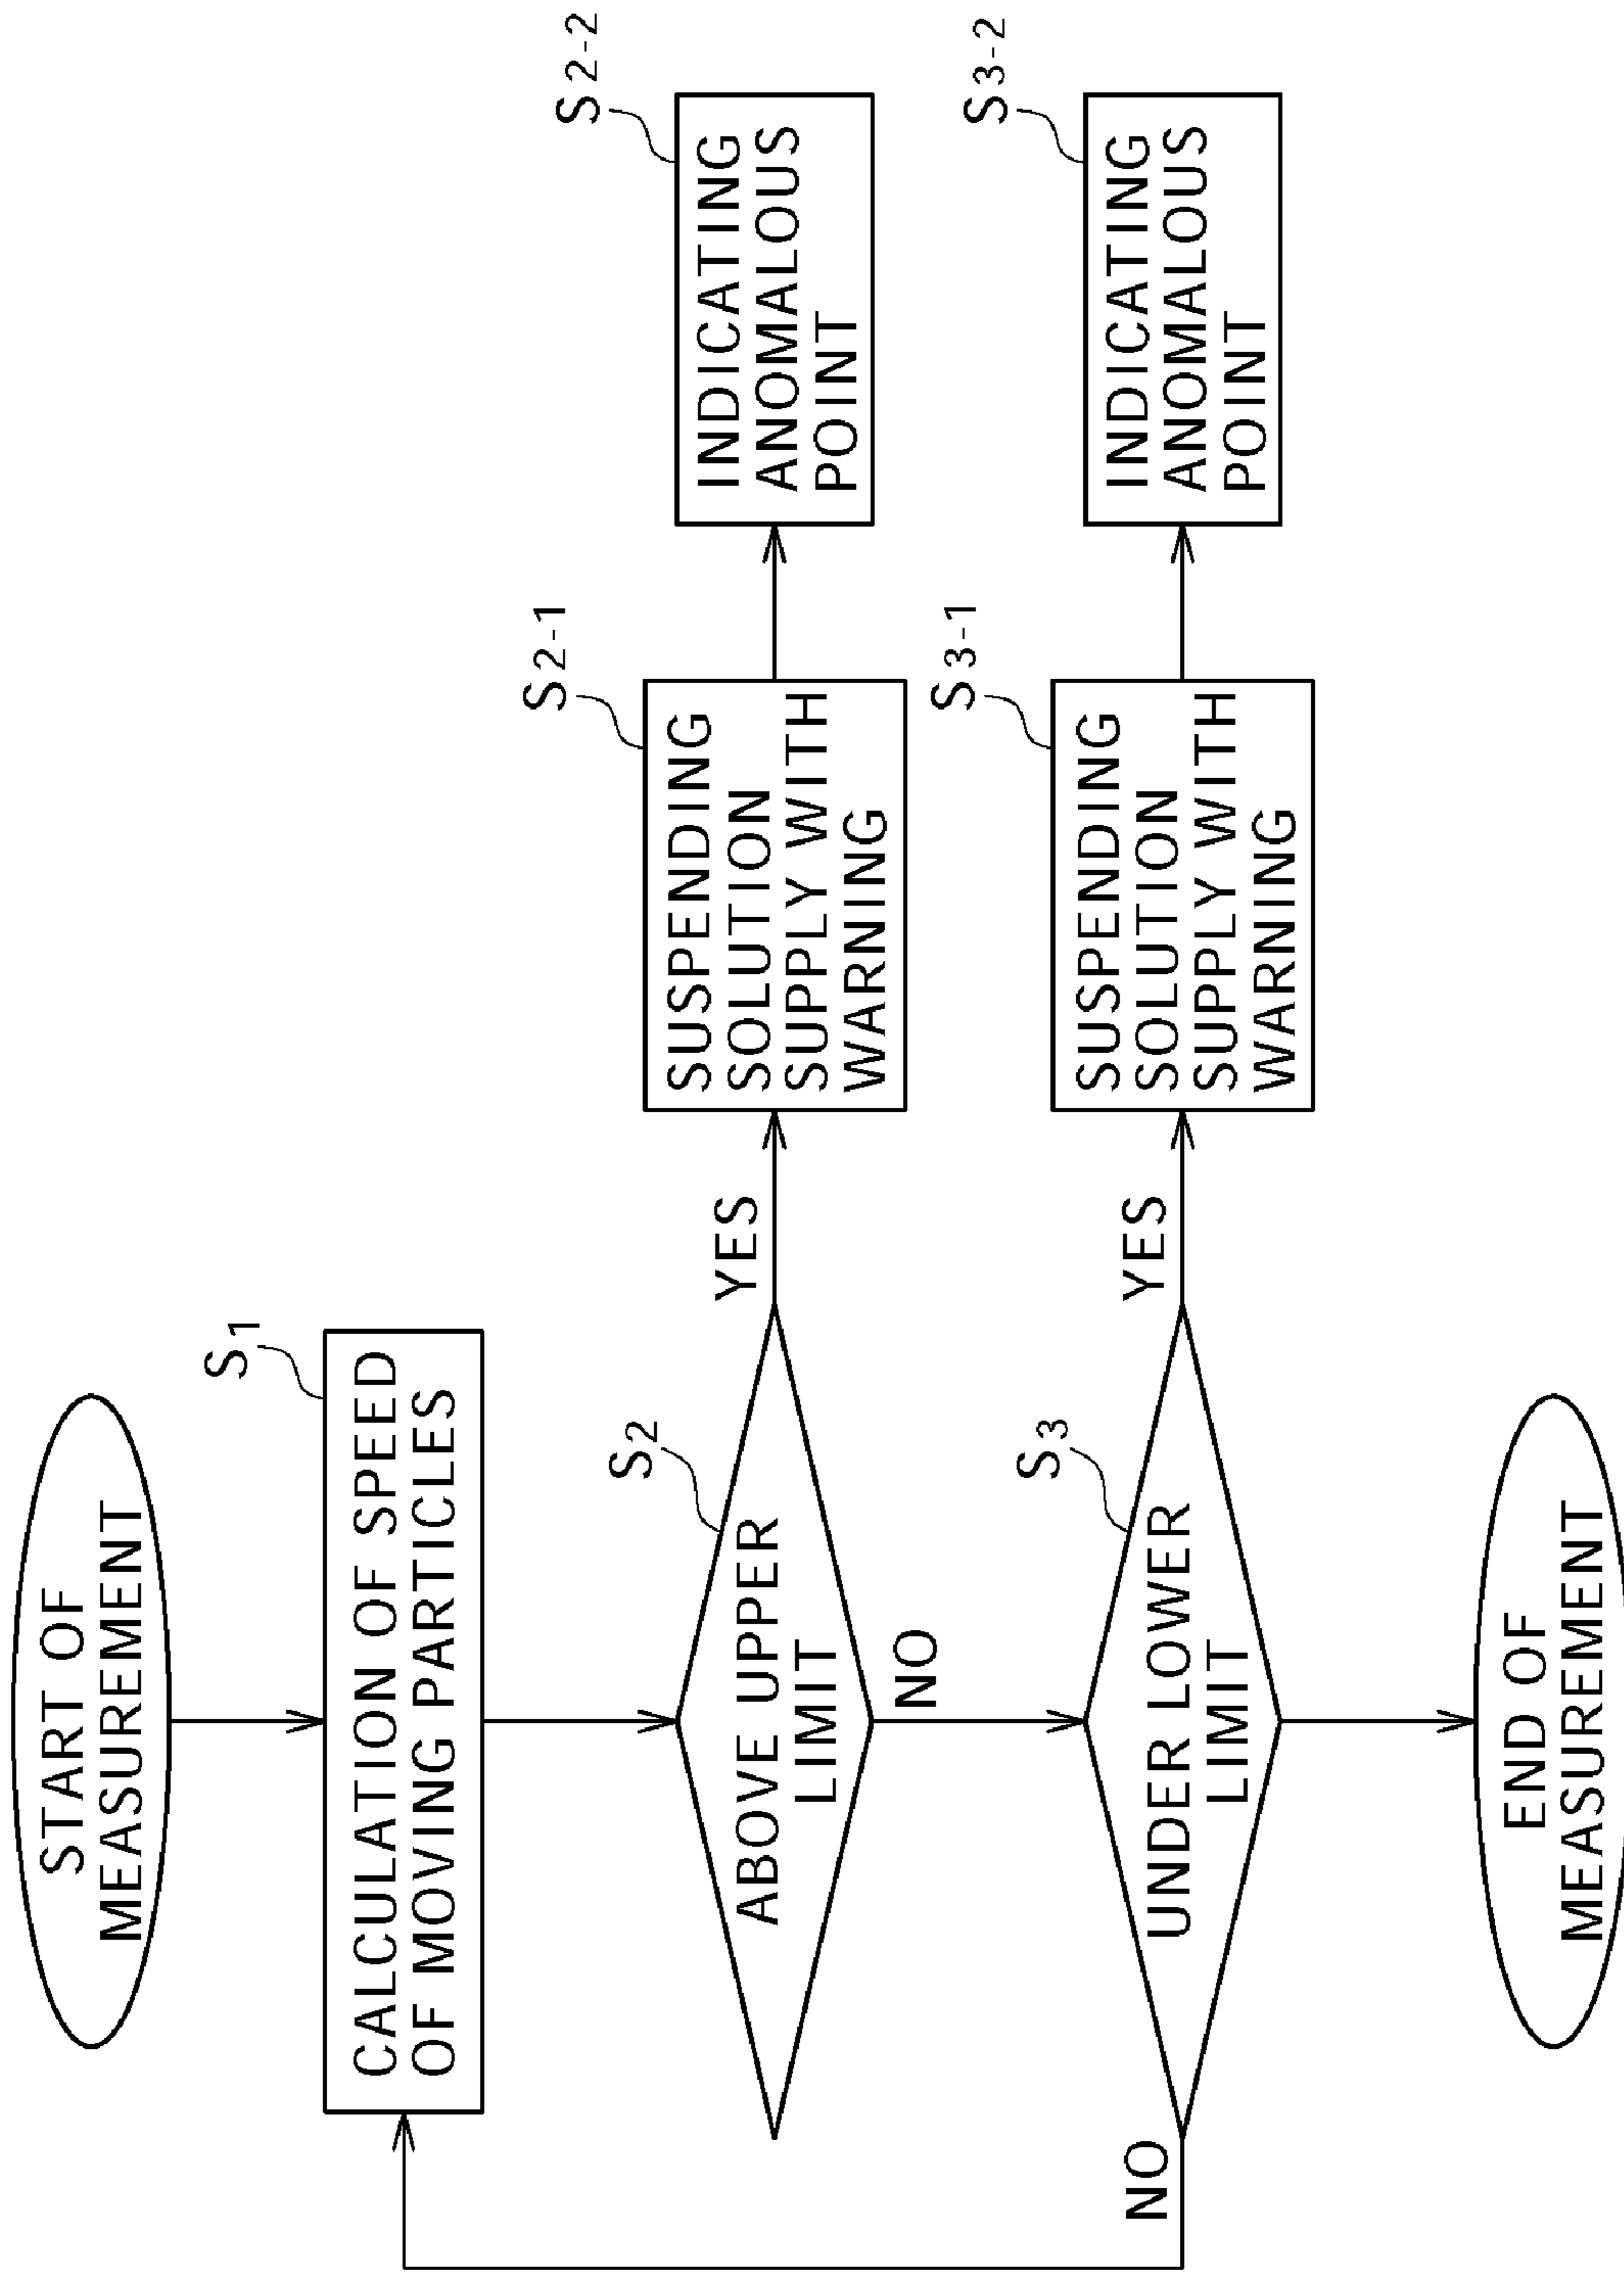 START OF
MEASUREMENT
S1
CALCULATION OF SPEED
OF MOVING PARTICLES
S2
ABOVE UPPER
LIMIT
YES
NO
S2-1
SUSPENDING
SOLUTION
SUPPLY WITH
WARNING
S2-2
INDICATING
ANOMALOUS
POINT
S3
UNDER LOWER
LIMIT
YES
NO
S3-1
SUSPENDING
SOLUTION
SUPPLY WITH
WARNING
S3-2
INDICATING
ANOMALOUS
POINT
END OF
MEASUREMENT